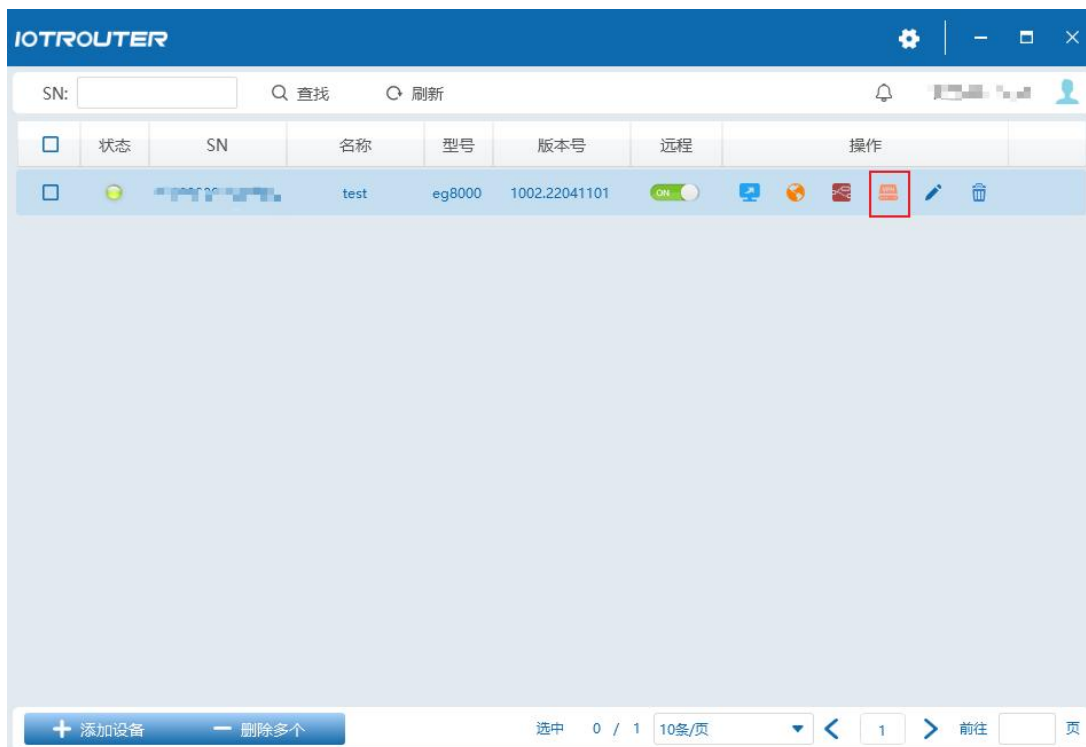 IOTROUTER
SN: 查找 刷新
状态 SN 名称 型号 版本号 远程 操作
test eg8000 1002.22041101 ON
添加设备 删除多个 选中 0 / 1 10条/页 1 前往 页